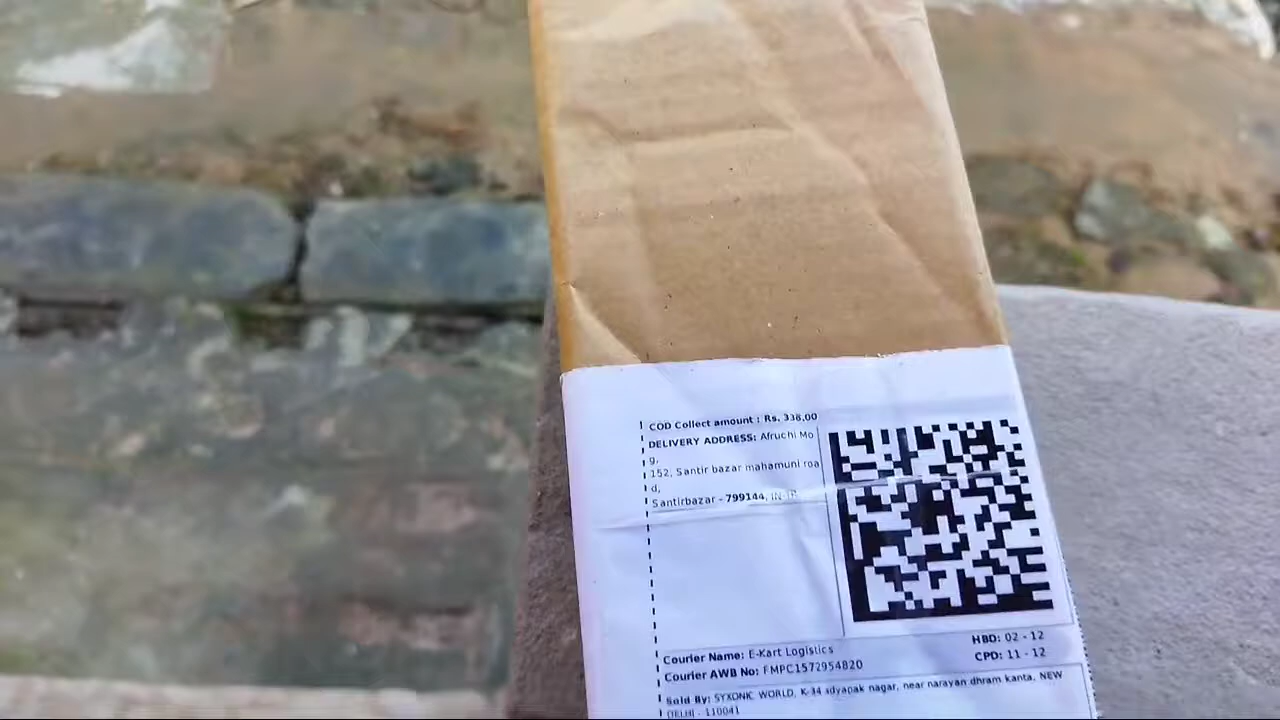 COD Collect amount : Rs. 338.00
DELIVERY ADDRESS: Afruchi Mo
g,
152, Santir bazar mahamuni roa
d,
Santirbazar - 799144, IN-TR
Courier Name: E-Kart Logistics
Courier AWB No: FMPC1572954820
HBD: 02 - 12
CPD: 11 - 12
Sold By: SYXONIC WORLD, K-34 adyapak nagar, near narayan dhram kanta, NEW
DELHI - 110041